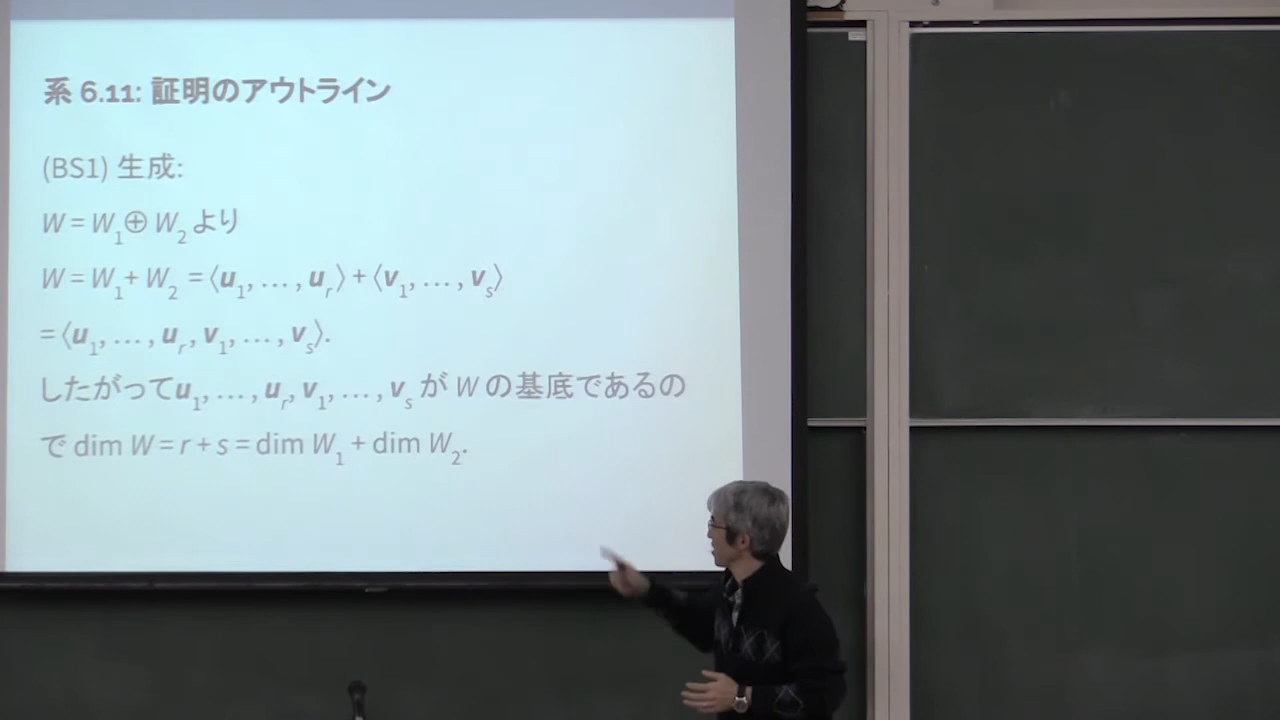 系 6.11: 証明のアウトライン
(BS1) 生成:
W = W₁⊕ W₂ より
W = W₁ + W₂ = ⟨u₁, … , uᵣ⟩ + ⟨v₁, … , vₛ⟩
= ⟨u₁, … , uᵣ, v₁, … , vₛ⟩.
したがって u₁, … , uᵣ, v₁, … , vₛ が W の基底であるの
で dim W = r + s = dim W₁ + dim W₂.